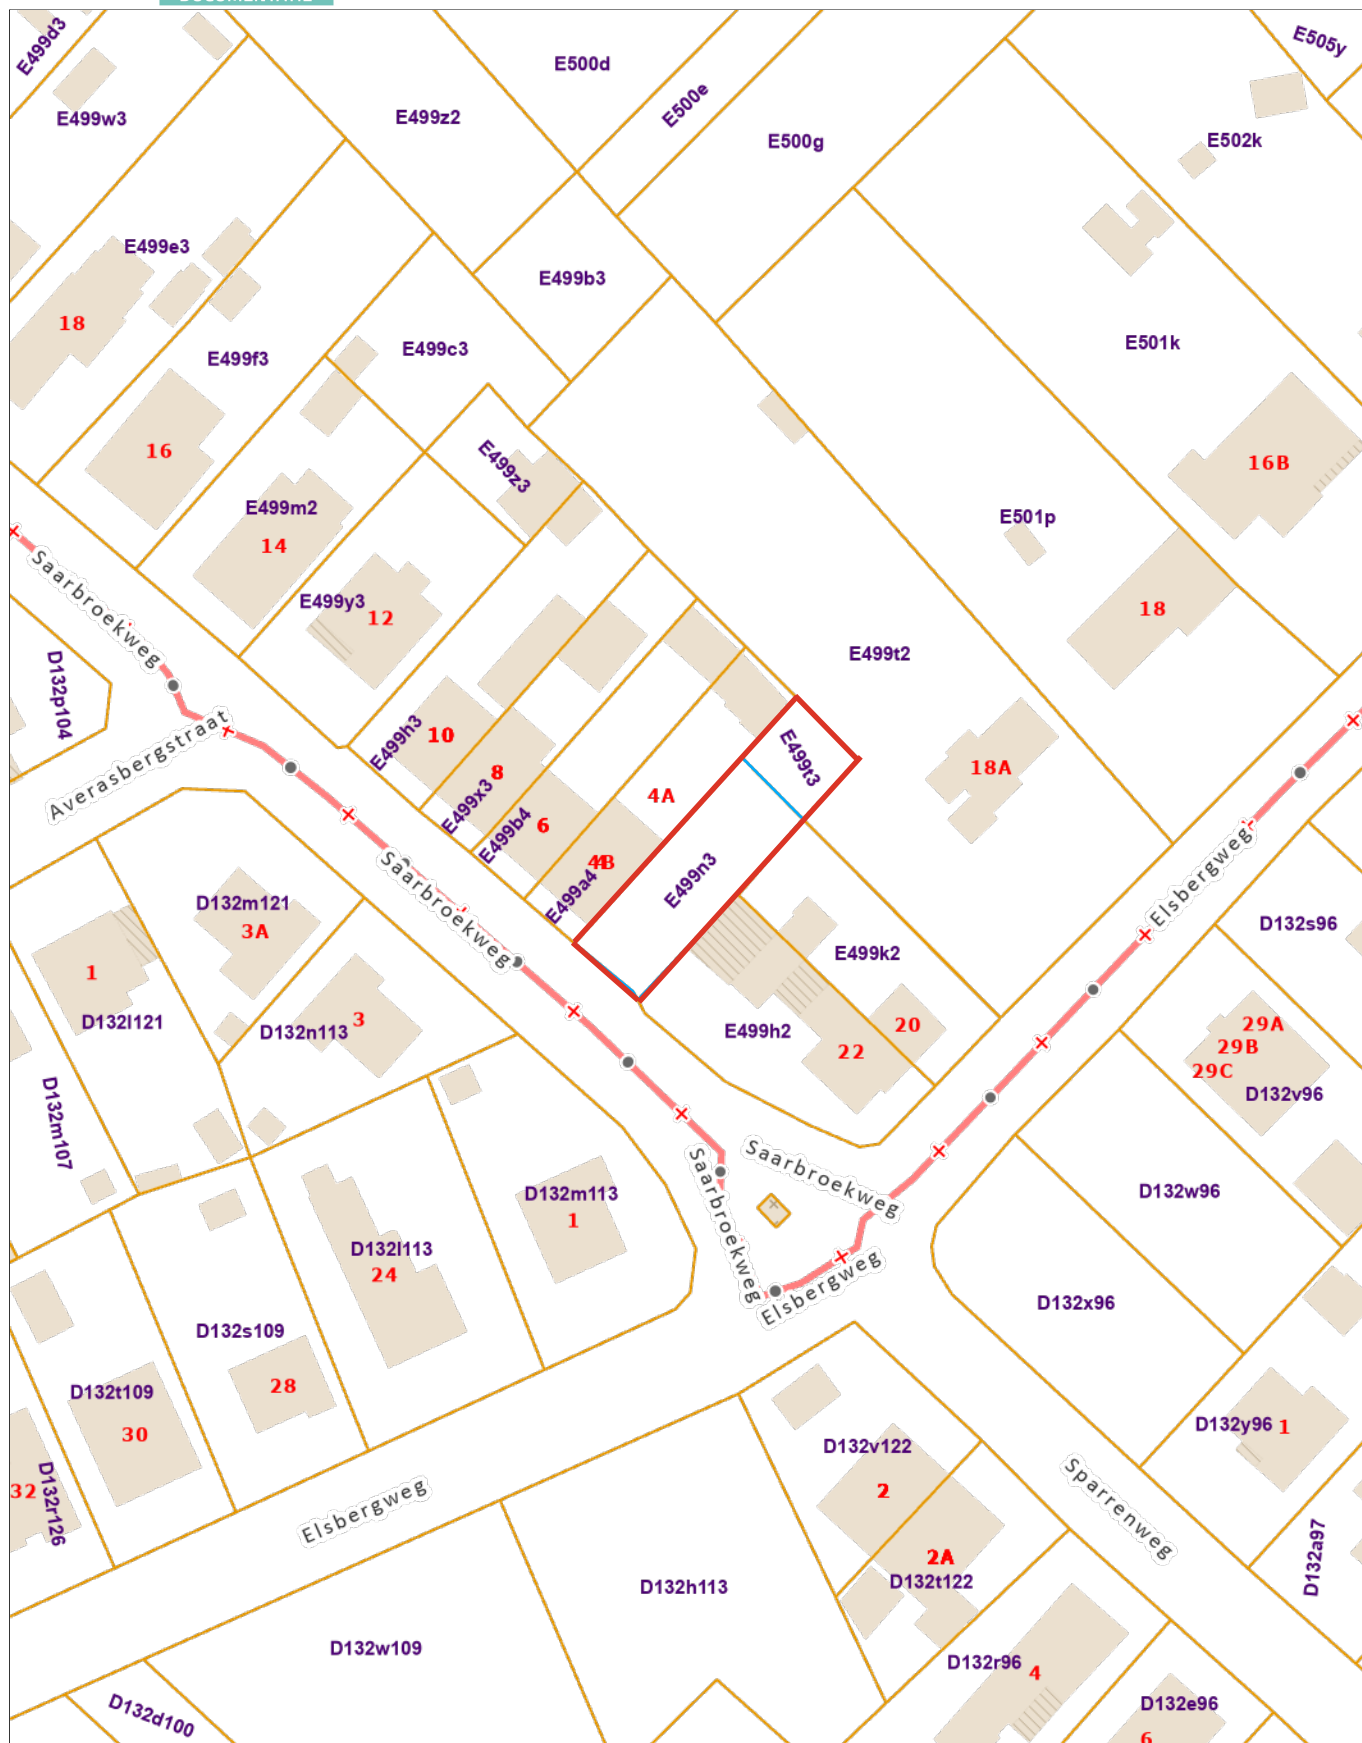 E499d3
E505y
E500d
E500e
E499w3
E499z2
E500g
E502k
E499e3
E499b3
18
E499c3
E499f3
E501k
16
E499z3
16B
E499m2
14
E501p
Saarbroekweg
E499y3
12
18
E499t2
D132p104
Averasbergstraat
E499h3
10
E499t3
8
18A
E499x3
4A
E499b4
6
4B
E499a4
E499n3
Elsbergweg
D132m121
3A
Saarbroekweg
D132s96
E499k2
1
D132l121
D132n113
3
E499h2
20
22
29A
29B
29C
D132v96
D132m107
Saarbroekweg
Saarbroekweg
D132m113
1
D132w96
D132l113
24
Elsbergweg
D132x96
D132s109
28
D132t109
30
D132y96
1
D132v122
2
32
D132r126
Elsbergweg
Sparrenweg
2A
D132t122
D132a97
D132h113
D132w109
D132r96
4
D132d100
D132e96
6